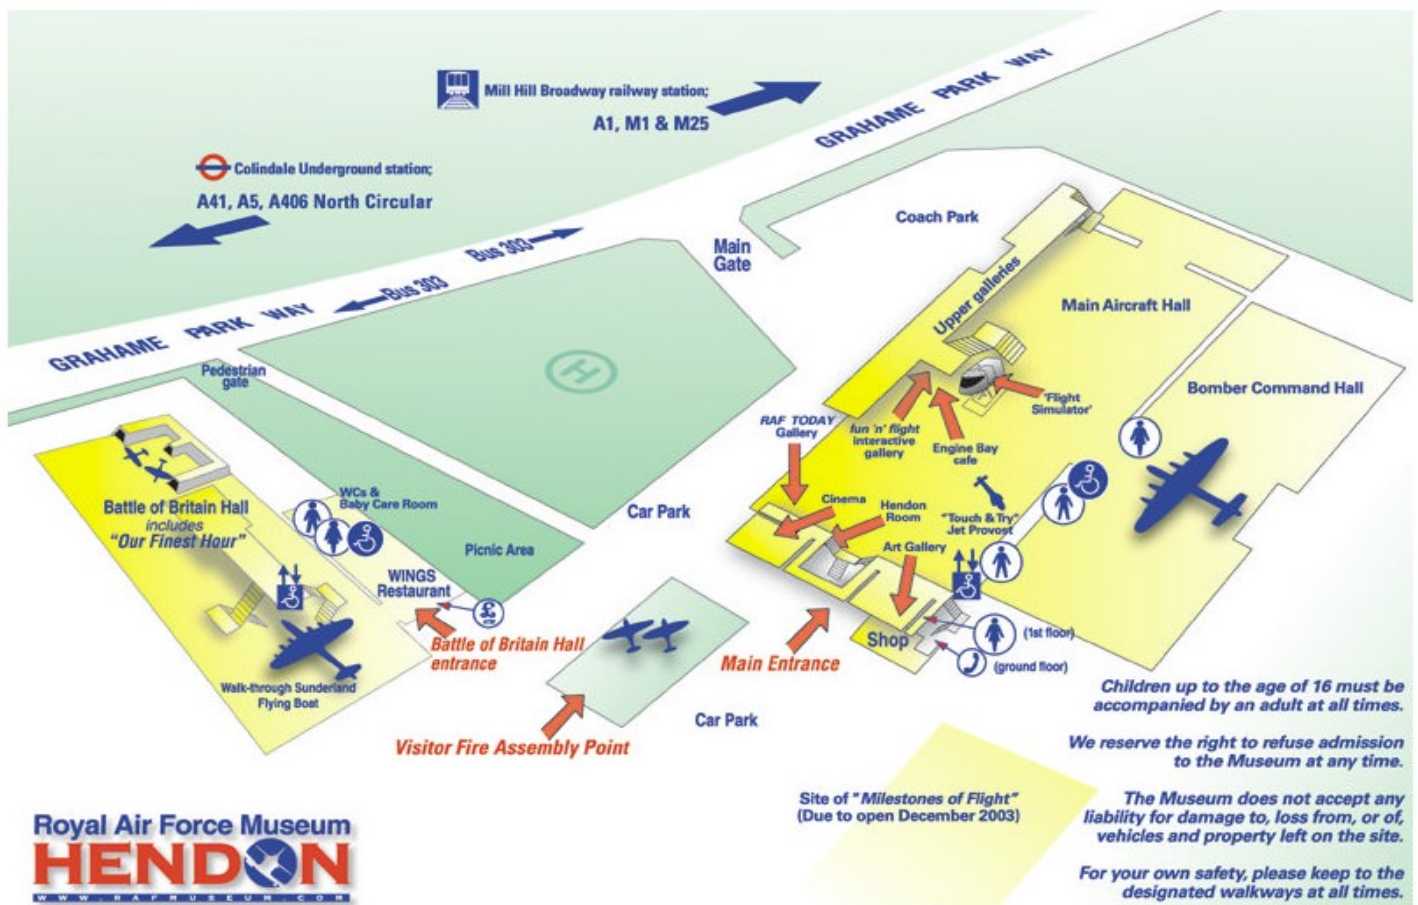 Mill Hill Broadway railway station;
A1, M1 & M25
GRAHAME PARK WAY
Colindale Underground station;
A41, A5, A406 North Circular
Bus 303
Bus 303
GRAHAME PARK WAY
Main
Gate
Coach Park
Upper galleries
Main Aircraft Hall
Bomber Command Hall
Pedestrian
gate
H
'Flight
Simulator'
RAF TODAY
Gallery
fun 'n' flight
interactive
gallery
Engine Bay
cafe
Battle of Britain Hall
includes
"Our Finest Hour"
WCs &
Baby Care Room
Picnic Area
Car Park
Cinema
Hendon
Room
Art Gallery
"Touch & Try"
Jet Provost
WINGS
Restaurant
£
Battle of Britain Hall
entrance
Main Entrance
Shop
(1st floor)
(ground floor)
Walk-through Sunderland
Flying Boat
Visitor Fire Assembly Point
Car Park
Children up to the age of 16 must be
accompanied by an adult at all times.
We reserve the right to refuse admission
to the Museum at any time.
Site of "Milestones of Flight"
(Due to open December 2003)
The Museum does not accept any
liability for damage to, loss from, or of,
vehicles and property left on the site.
For your own safety, please keep to the
designated walkways at all times.
Royal Air Force Museum
HENDON
WWW.RAFMUSEUM.COM